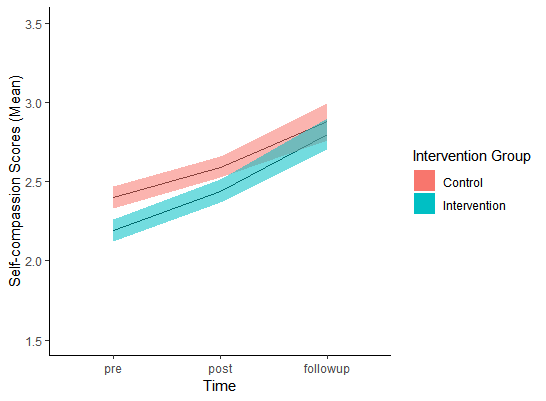 3.5
3.0
2.5
2.0
1.5
Self-compassion Scores (Mean)
pre post followup
Time
Intervention Group
Control
Intervention